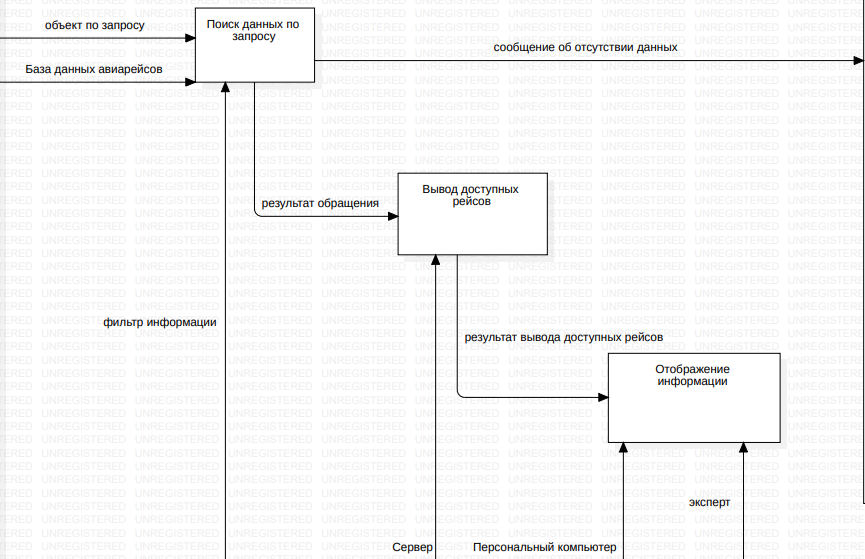 объект по запросу
Поиск данных по
запросу
База данных авиарейсов
сообщение об отсутствии данных
результат обращения
Вывод доступных
рейсов
фильтр информации
результат вывода доступных рейсов
Отображение
информации
эксперт
Сервер
Персональный компьютер
UNREGISTERED